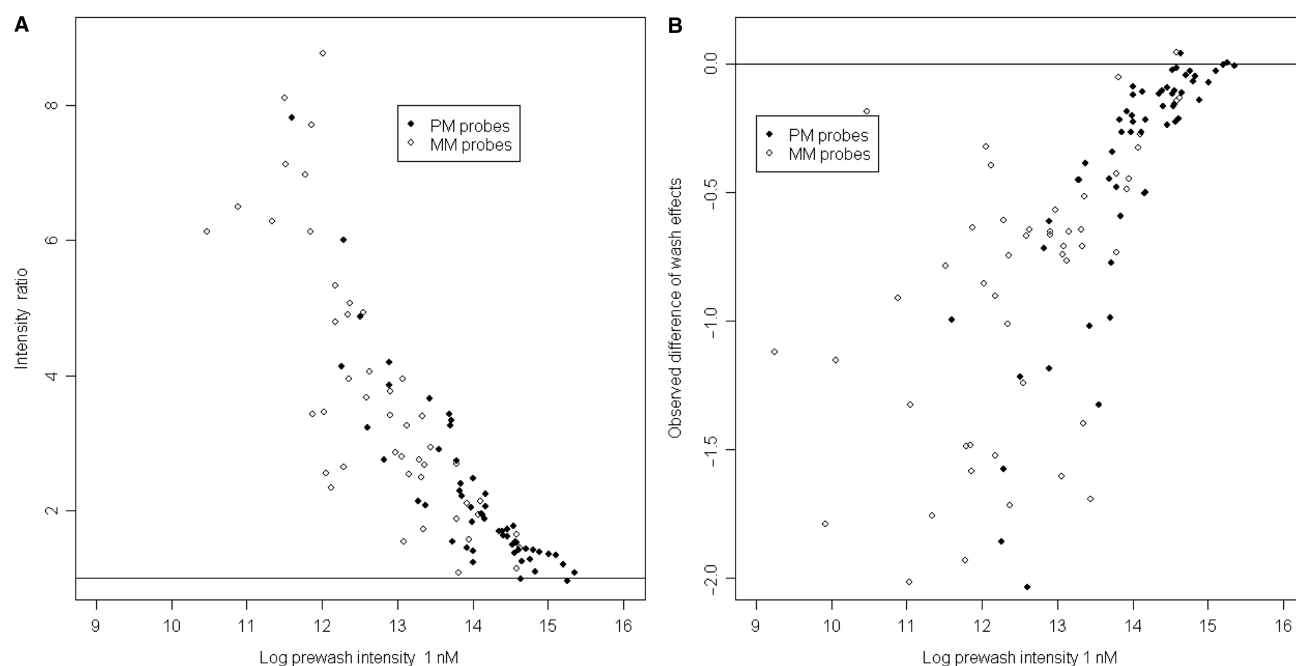 A
Intensity ratio
8
6
4
2
PM probes
MM probes
9 10 11 12 13 14 15 16
Log prewash intensity 1 nM
B
Observed difference of wash effects
0.0
−0.5
−1.0
−1.5
−2.0
PM probes
MM probes
9 10 11 12 13 14 15 16
Log prewash intensity 1 nM